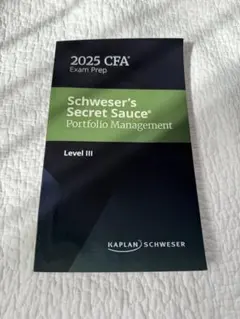 2025 CFA®
Exam Prep
Schweser's
Secret Sauce®
Portfolio Management
Level III
KAPLAN SCHWESER